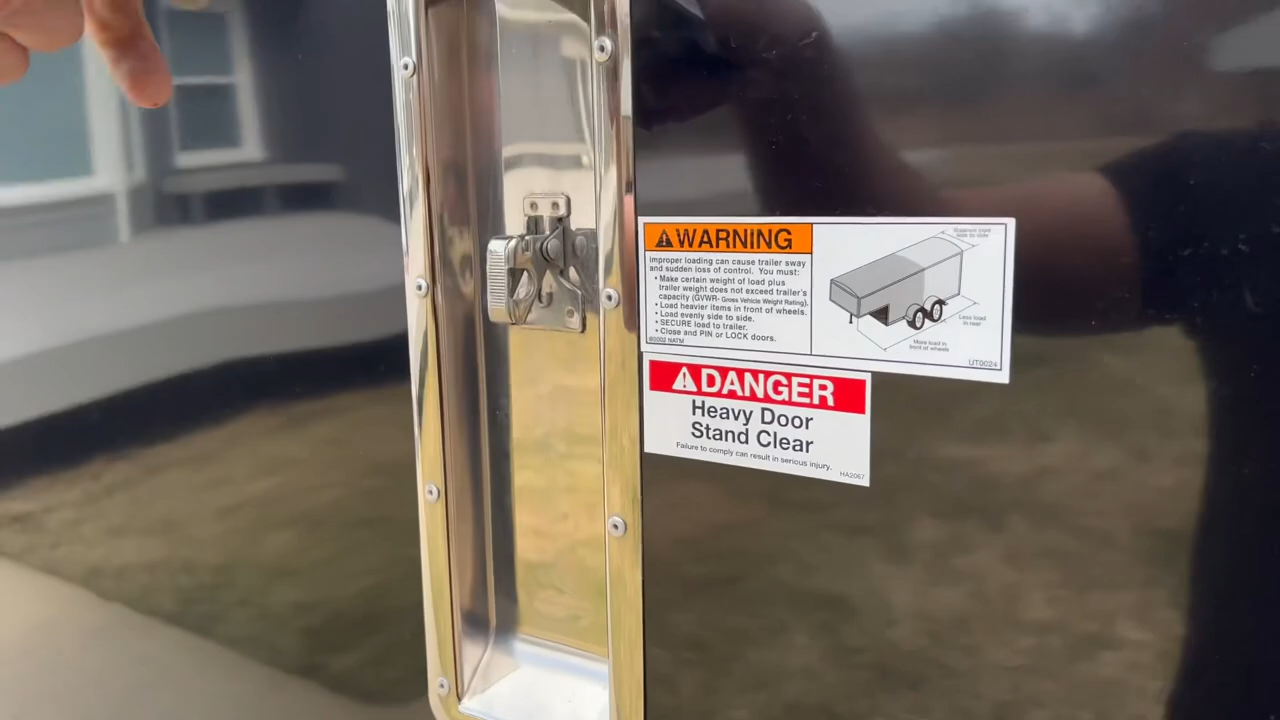 WARNING
Improper loading can cause trailer sway
and sudden loss of control. You must:
• Make certain weight of load plus
trailer weight does not exceed trailer's
capacity (GVWR- Gross Vehicle Weight Rating).
• Load heavier items in front of wheels.
• Load evenly side to side.
• SECURE load to trailer.
• Close and PIN or LOCK doors.
©2002 NATM
side to side
Less load
in rear
More load in
front of wheels
UT0024
DANGER
Heavy Door
Stand Clear
Failure to comply can result in serious injury.
HA2067